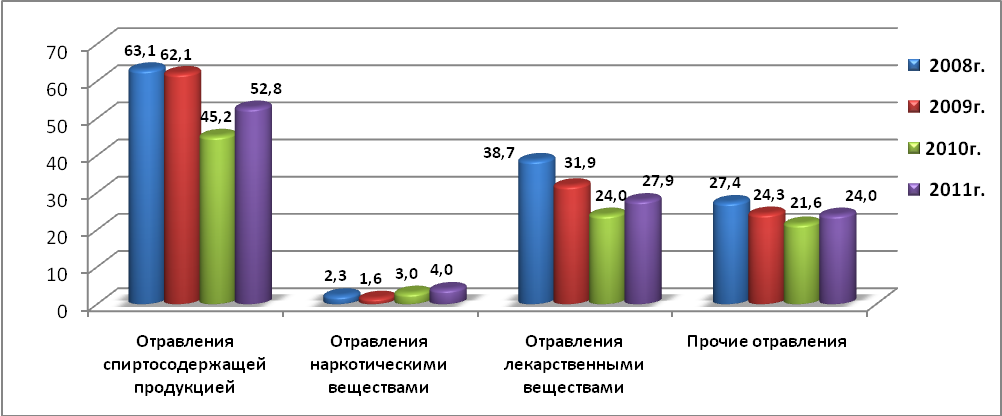 70
60
50
40
30
20
10
0
63,1
62,1
45,2
52,8
2,3
1,6
3,0
4,0
38,7
31,9
24,0
27,9
27,4
24,3
21,6
24,0
Отравления
спиртосодержащей
продукцией
Отравления
наркотическими
веществами
Отравления
лекарственными
веществами
Прочие отравления
2008г.
2009г.
2010г.
2011г.